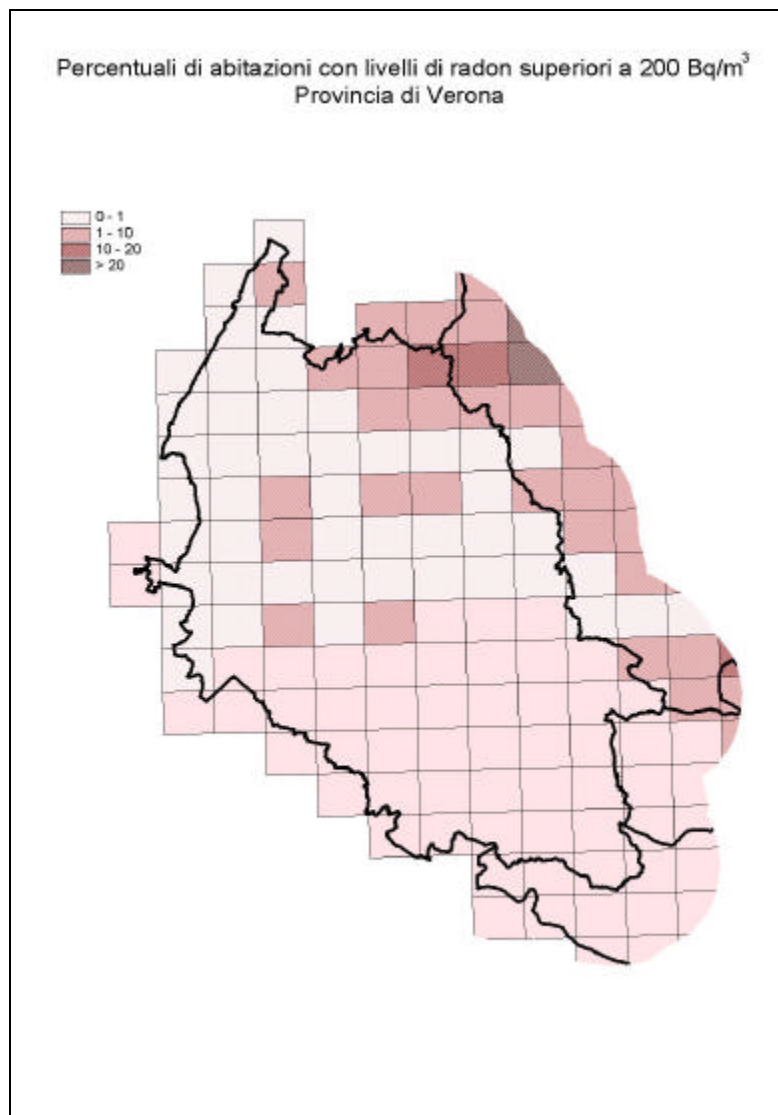 Percentuali di abitazioni con livelli di radon superiori a 200 Bq/m³
Provincia di Verona
0 - 1
1 - 10
10 - 20
> 20